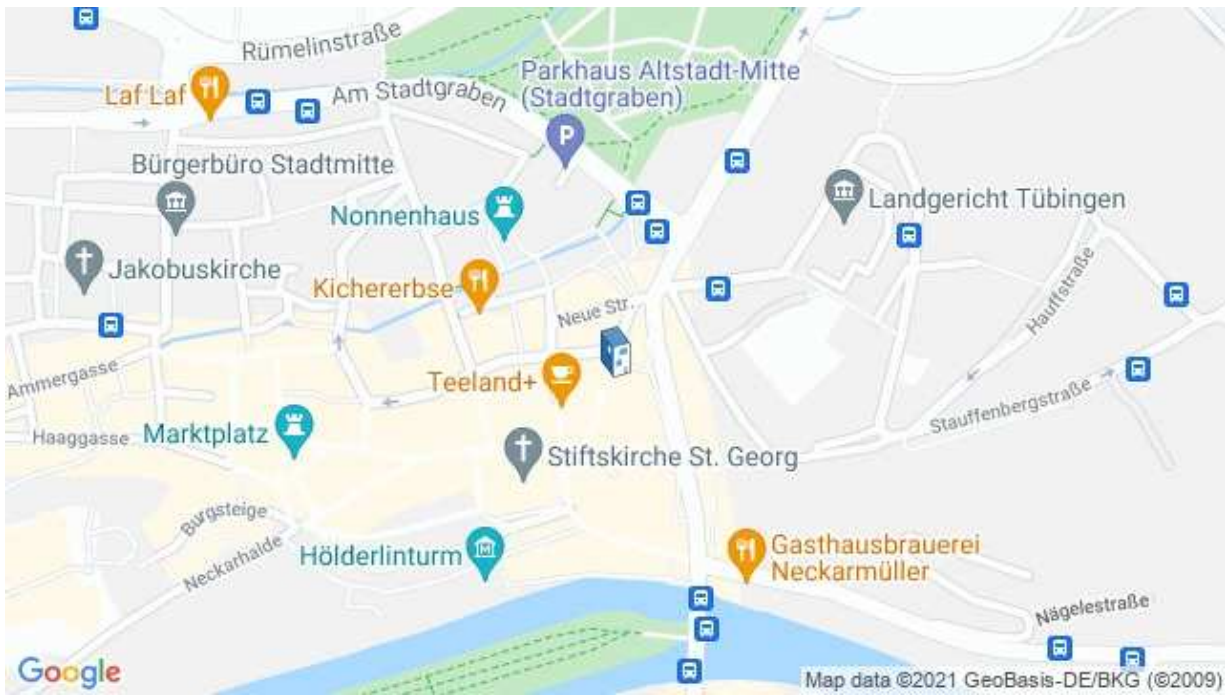 Rümelinstraße
Laf Laf
Am Stadtgraben
Parkhaus Altstadt-Mitte
(Stadtgraben)
P
Bürgerbüro Stadtmitte
Nonnenhaus
Landgericht Tübingen
Jakobuskirche
Kichererbse
Neue Str.
Hauffstraße
Ammergasse
Teeland+
Stauffenbergstraße
Haaggasse
Marktplatz
Stiftskirche St. Georg
Burgsteige
Neckarhalde
Hölderlinturm
M
Gasthausbrauerei
Neckarmüller
Nägelestraße
Google
Map data ©2021 GeoBasis-DE/BKG (©2009)